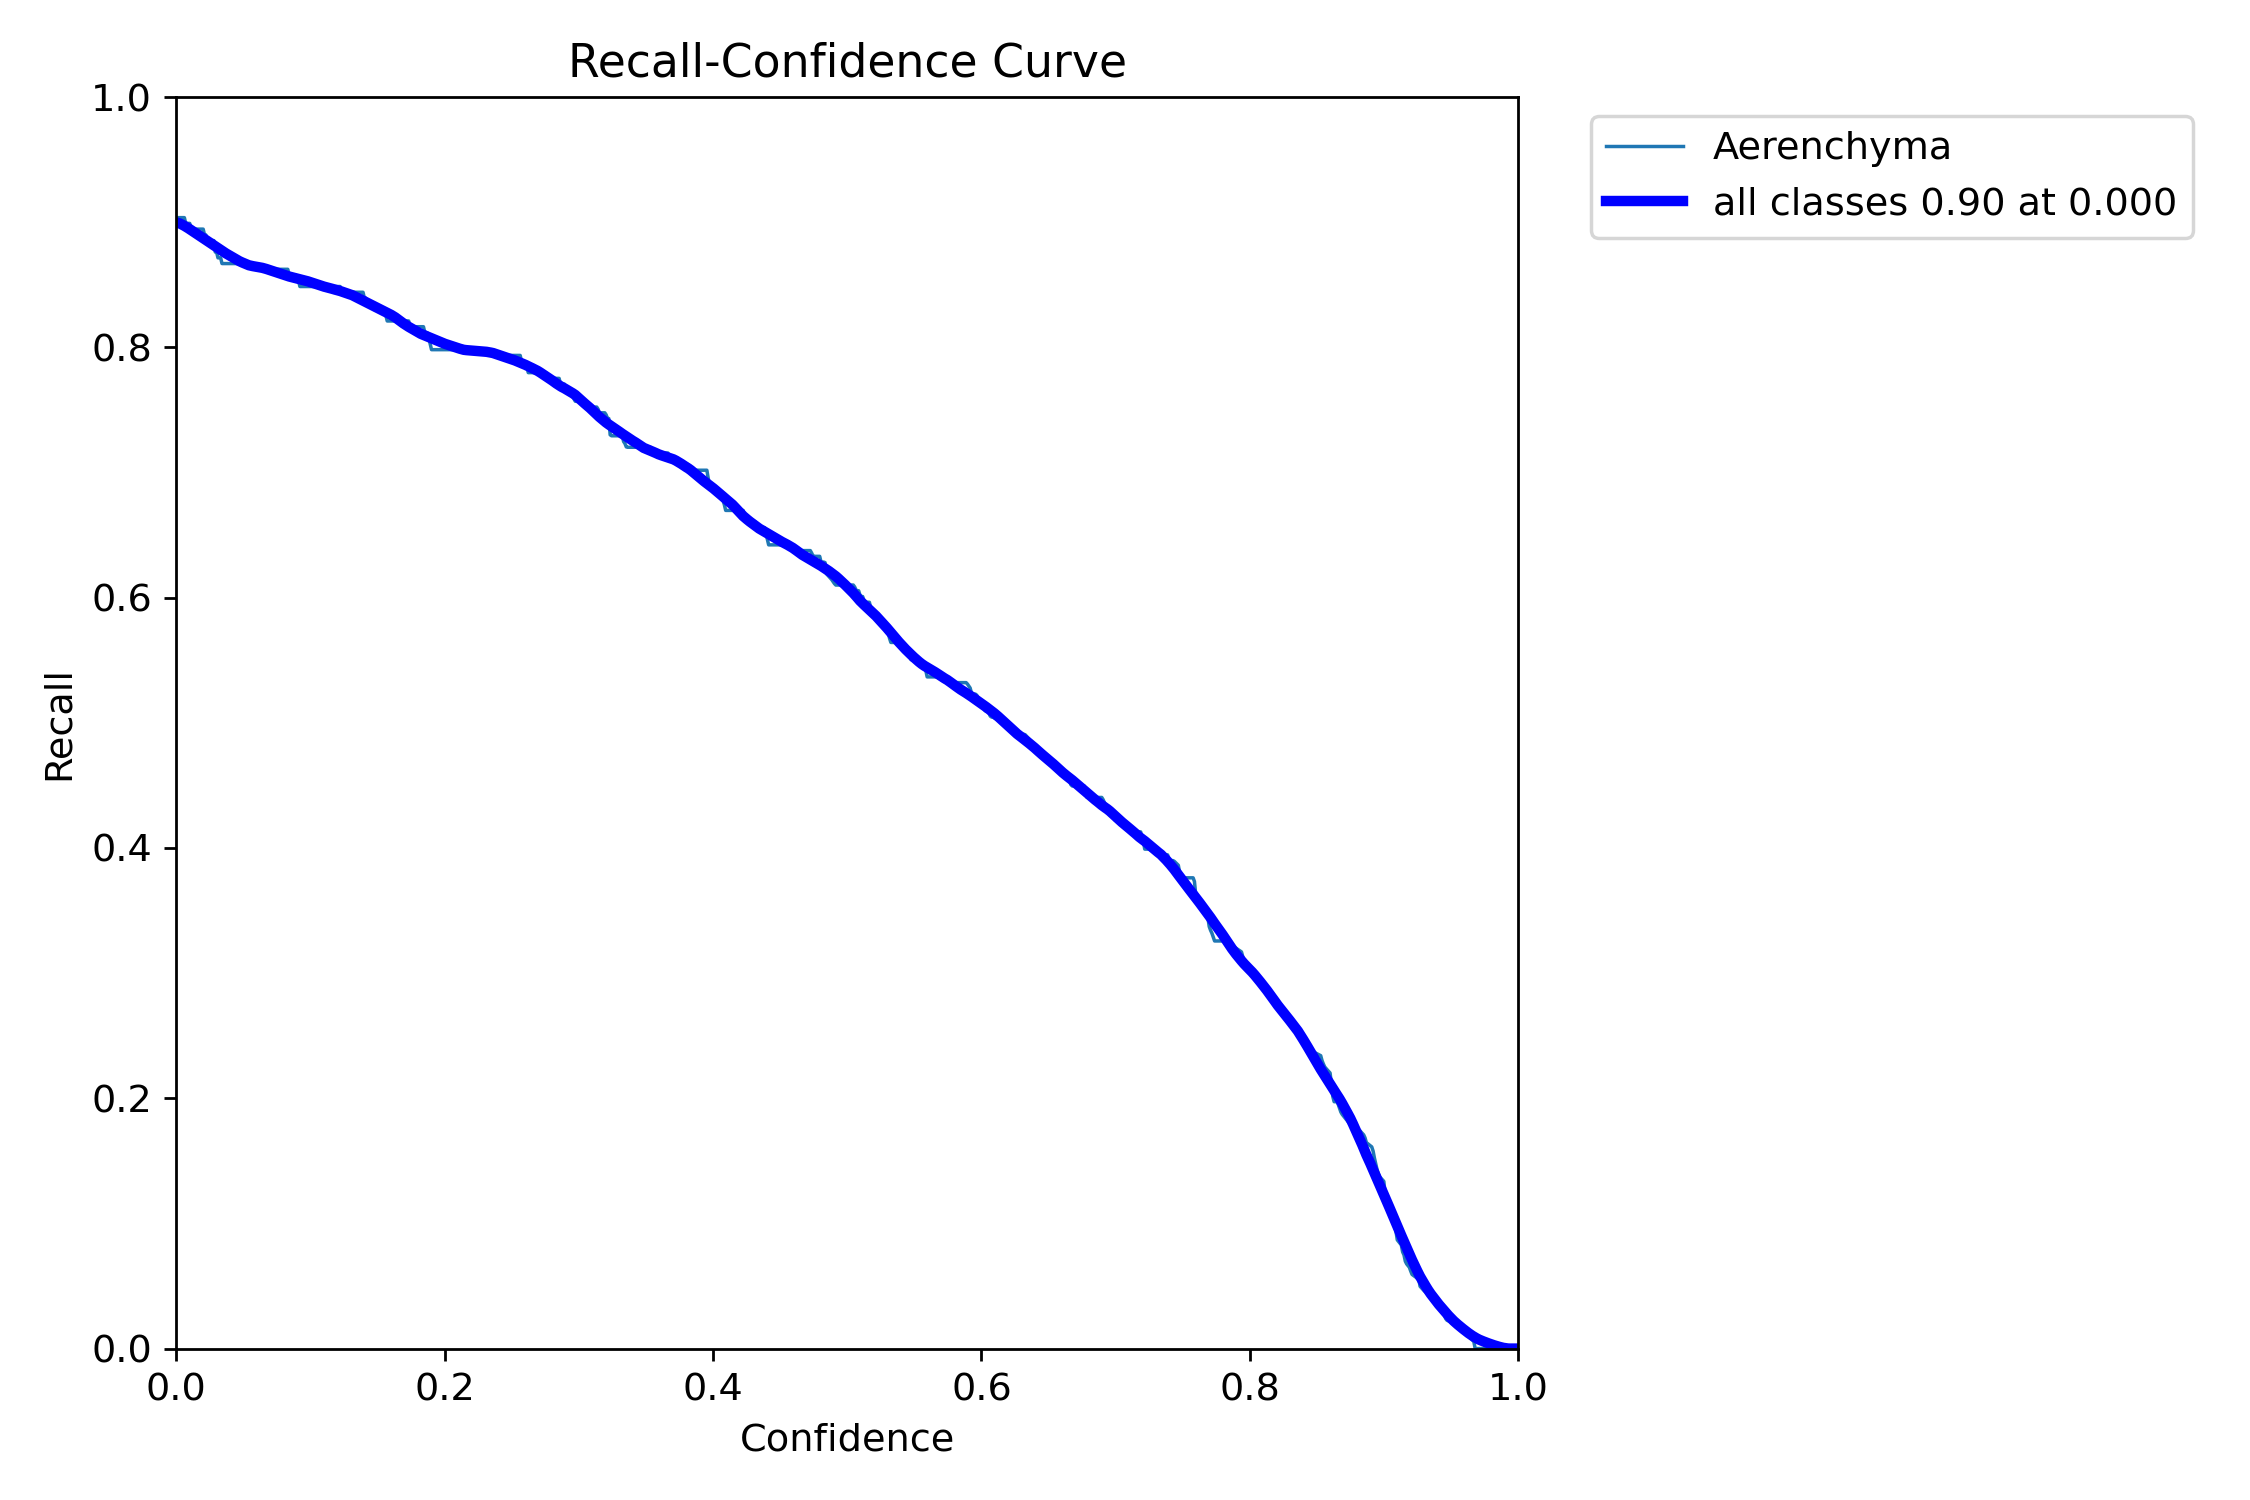 Recall-Confidence Curve
1.0
0.8
0.6
0.4
0.2
0.0
Recall
0.0 0.2 0.4 0.6 0.8 1.0
Confidence
Aerenchyma
all classes 0.90 at 0.000